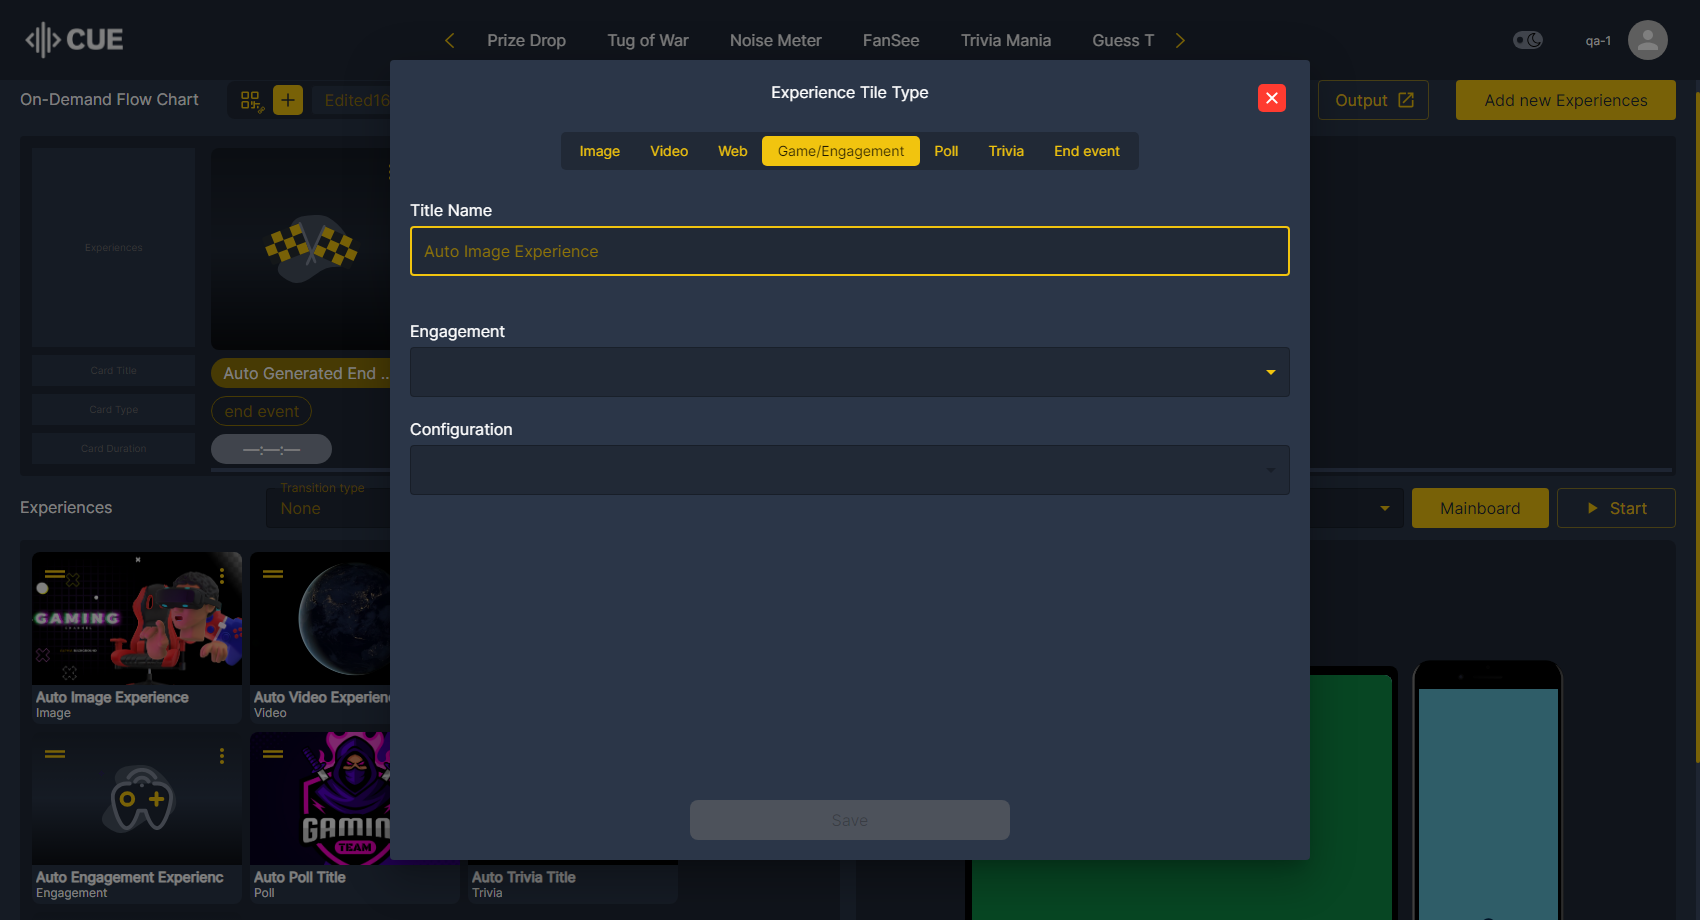 CUE
Prize Drop
Tug of War
Noise Meter
FanSee
Trivia Mania
Guess T
qa-1
On-Demand Flow Chart
Edited16
Output
Add new Experiences
Experience Tile Type
Image
Video
Web
Game/Engagement
Poll
Trivia
End event
Title Name
Auto Image Experience
Engagement
Configuration
Save
Experiences
Card Title
Card Type
Card Duration
Auto Generated End ..
end event
—:—:—
Experiences
Transition type
None
Mainboard
Start
GAMING
Auto Image Experience
Image
Auto Video Experien
Video
Auto Engagement Experienc
Engagement
GAMIN
TEAM
Auto Poll Title
Poll
Auto Trivia Title
Trivia